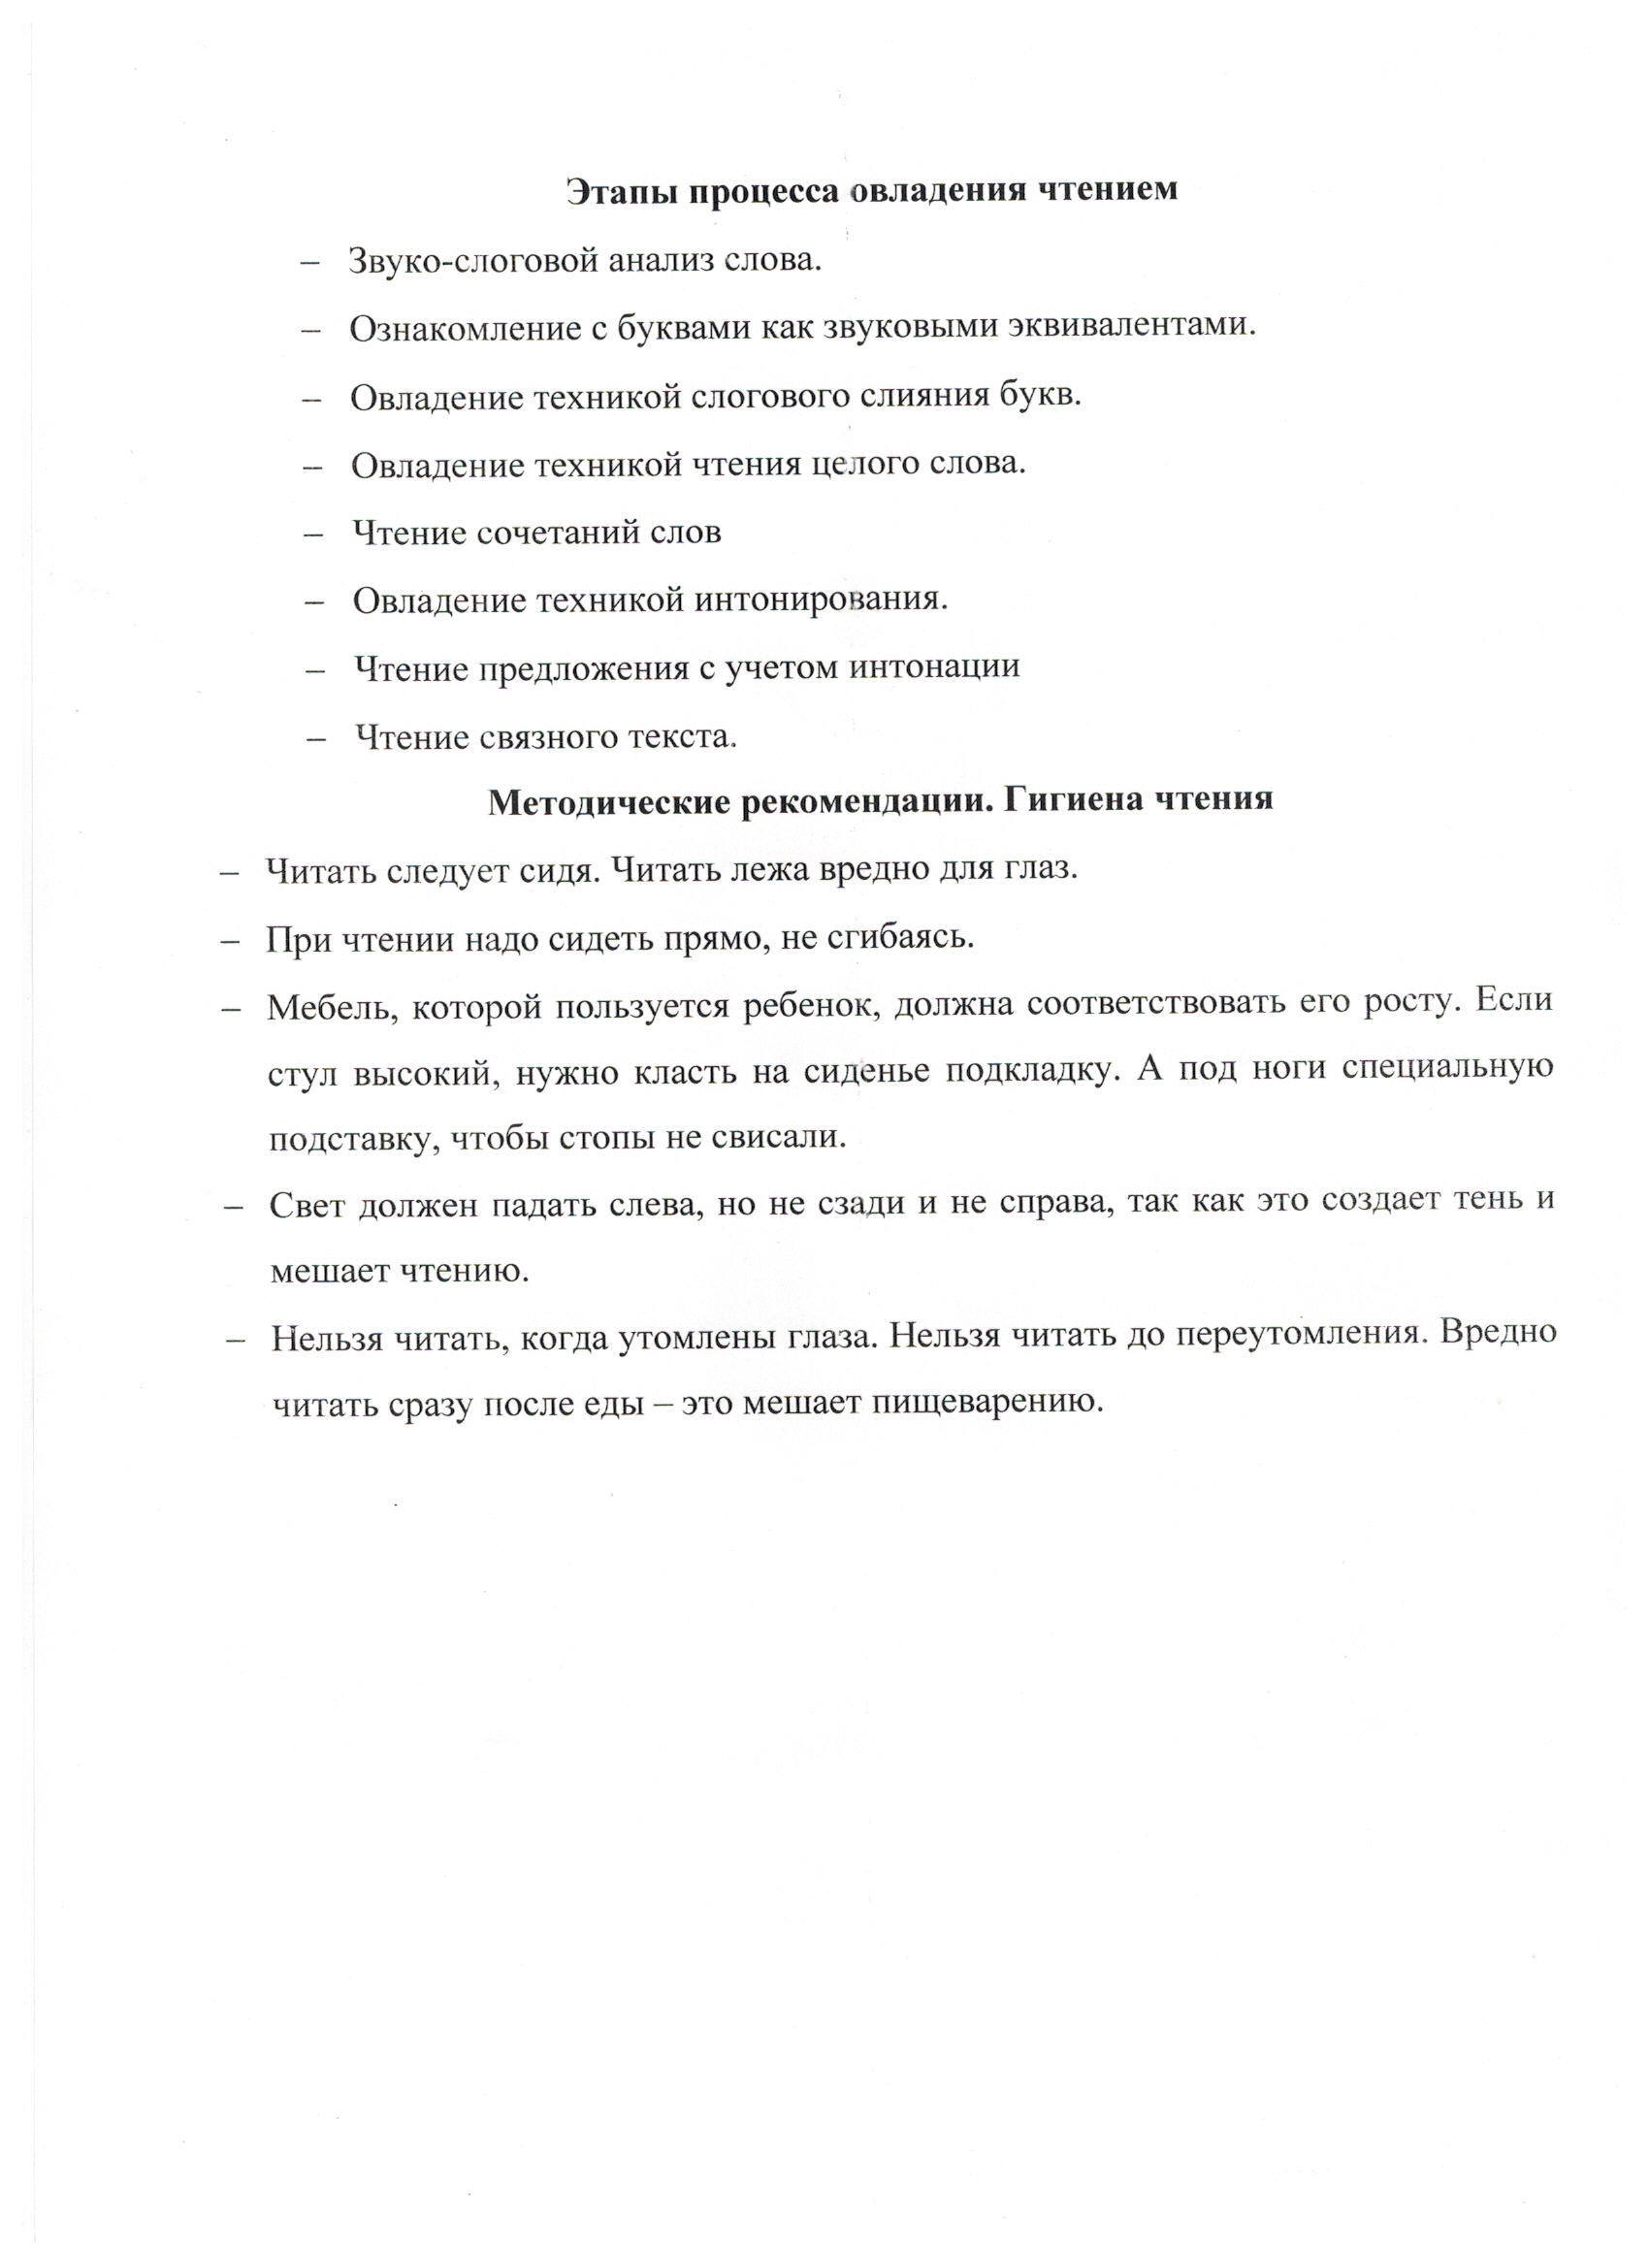 Этапы процесса овладения чтением
– Звуко-слоговой анализ слова.
– Ознакомление с буквами как звуковыми эквивалентами.
– Овладение техникой слогового слияния букв.
– Овладение техникой чтения целого слова.
– Чтение сочетаний слов
– Овладение техникой интонирования.
– Чтение предложения с учетом интонации
– Чтение связного текста.
Методические рекомендации. Гигиена чтения
– Читать следует сидя. Читать лежа вредно для глаз.
– При чтении надо сидеть прямо, не сгибаясь.
– Мебель, которой пользуется ребенок, должна соответствовать его росту. Если
стул высокий, нужно класть на сиденье подкладку. А под ноги специальную
подставку, чтобы стопы не свисали.
– Свет должен падать слева, но не сзади и не справа, так как это создает тень и
мешает чтению.
– Нельзя читать, когда утомлены глаза. Нельзя читать до переутомления. Вредно
читать сразу после еды – это мешает пищеварению.